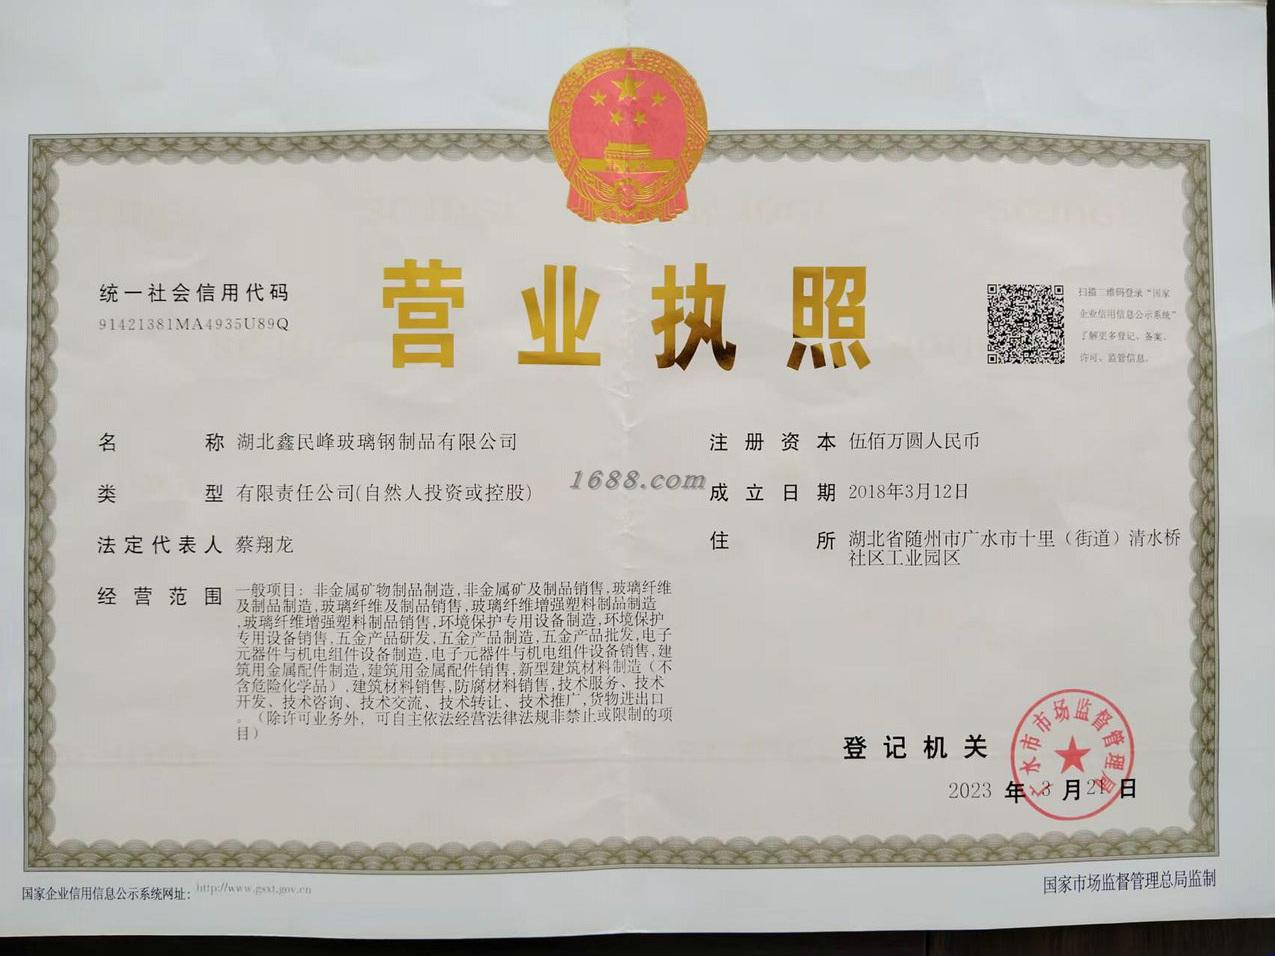 营业执照
统一社会信用代码
91421381MA4935U89Q
扫描二维码登录“国家
企业信用信息公示系统”
了解更多登记、备案、
许可、监管信息。
名称 湖北鑫民峰玻璃钢制品有限公司
类型 有限责任公司(自然人投资或控股)
法定代表人 蔡翔龙
经营范围 一般项目：非金属矿物制品制造,非金属矿及制品销售,玻璃纤维
及制品制造,玻璃纤维及制品销售,玻璃纤维增强塑料制品制造
,玻璃纤维增强塑料制品销售,环境保护专用设备制造,环境保护
专用设备销售,五金产品研发,五金产品制造,五金产品批发,电子
元器件与机电组件设备制造,电子元器件与机电组件设备销售,建
筑用金属配件制造,建筑用金属配件销售,新型建筑材料制造（不
含危险化学品）,建筑材料销售,防腐材料销售,技术服务、技术
开发、技术咨询、技术交流、技术转让、技术推广,货物进出口
。（除许可业务外，可自主依法经营法律法规非禁止或限制的项
目）
注册资本 伍佰万圆人民币
成立日期 2018年3月12日
住所 湖北省随州市广水市十里（街道）清水桥
社区工业园区
1688.com
登记机关
广水市市场监督管理局
2023年3月21日
国家企业信用信息公示系统网址：http://www.gsxt.gov.cn
国家市场监督管理总局监制